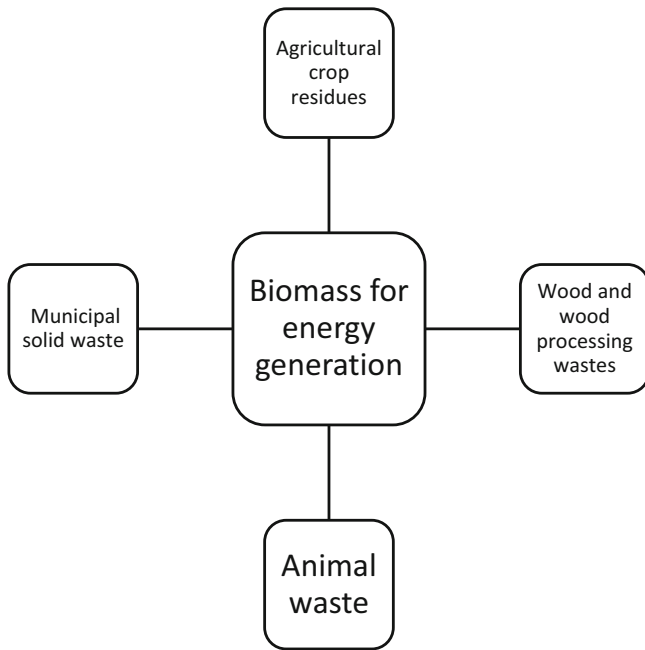 Agricultural
crop
residues
Municipal
solid waste
Biomass for
energy
generation
Wood and
wood
processing
wastes
Animal
waste